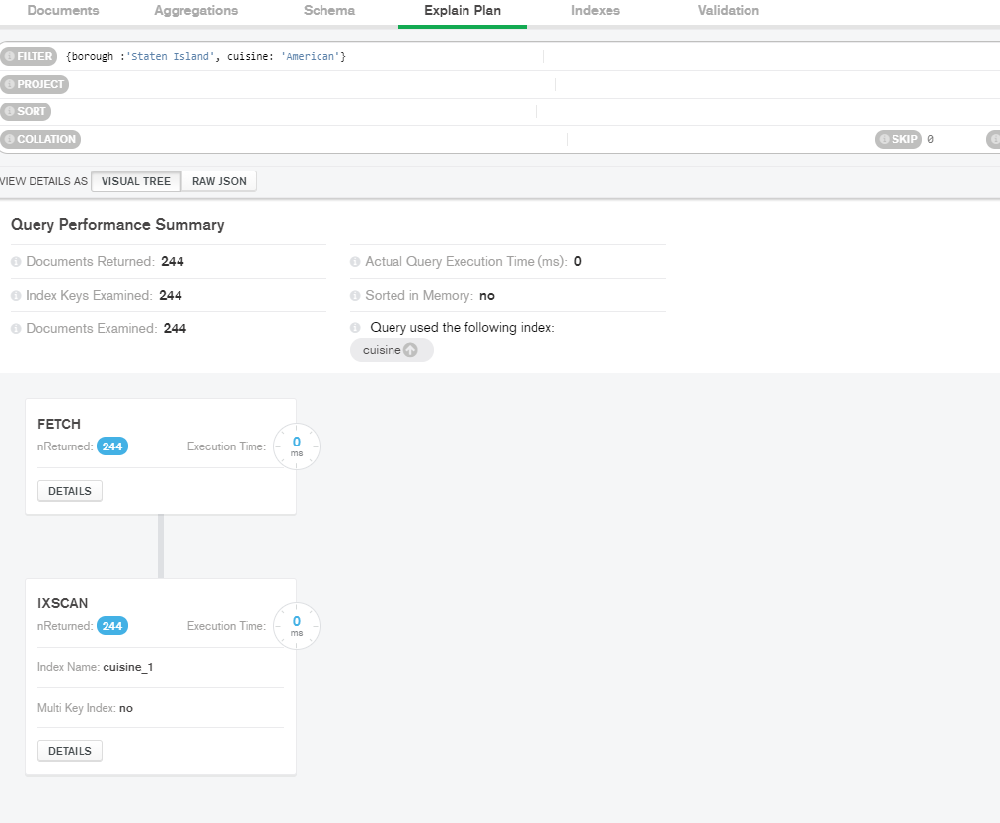 Documents Aggregations Schema Explain Plan Indexes Validation
FILTER {borough :'Staten Island', cuisine: 'American'}
PROJECT
SORT
COLLATION SKIP 0
VIEW DETAILS AS VISUAL TREE RAW JSON
Query Performance Summary
Documents Returned: 244 Actual Query Execution Time (ms): 0
Index Keys Examined: 244 Sorted in Memory: no
Documents Examined: 244 Query used the following index:
cuisine
FETCH
nReturned: 244 Execution Time: 0 ms
DETAILS
IXSCAN
nReturned: 244 Execution Time: 0 ms
Index Name: cuisine_1
Multi Key Index: no
DETAILS